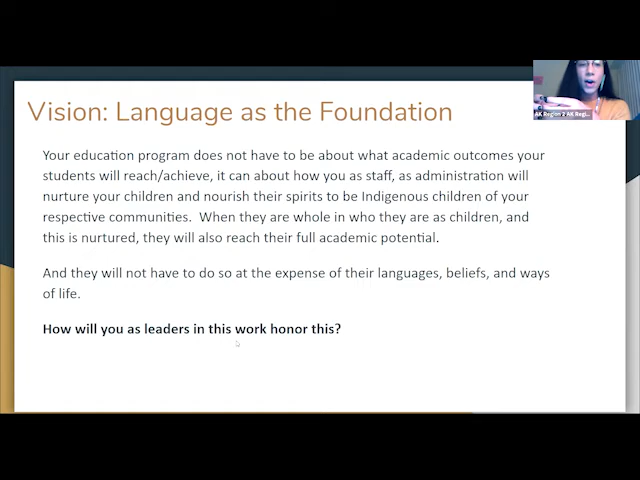 Vision: Language as the Foundation
AK Region 2 AK Regi...
Your education program does not have to be about what academic outcomes your
students will reach/achieve, it can about how you as staff, as administration will
nurture your children and nourish their spirits to be Indigenous children of your
respective communities.  When they are whole in who they are as children, and
this is nurtured, they will also reach their full academic potential.
And they will not have to do so at the expense of their languages, beliefs, and ways
of life.
How will you as leaders in this work honor this?